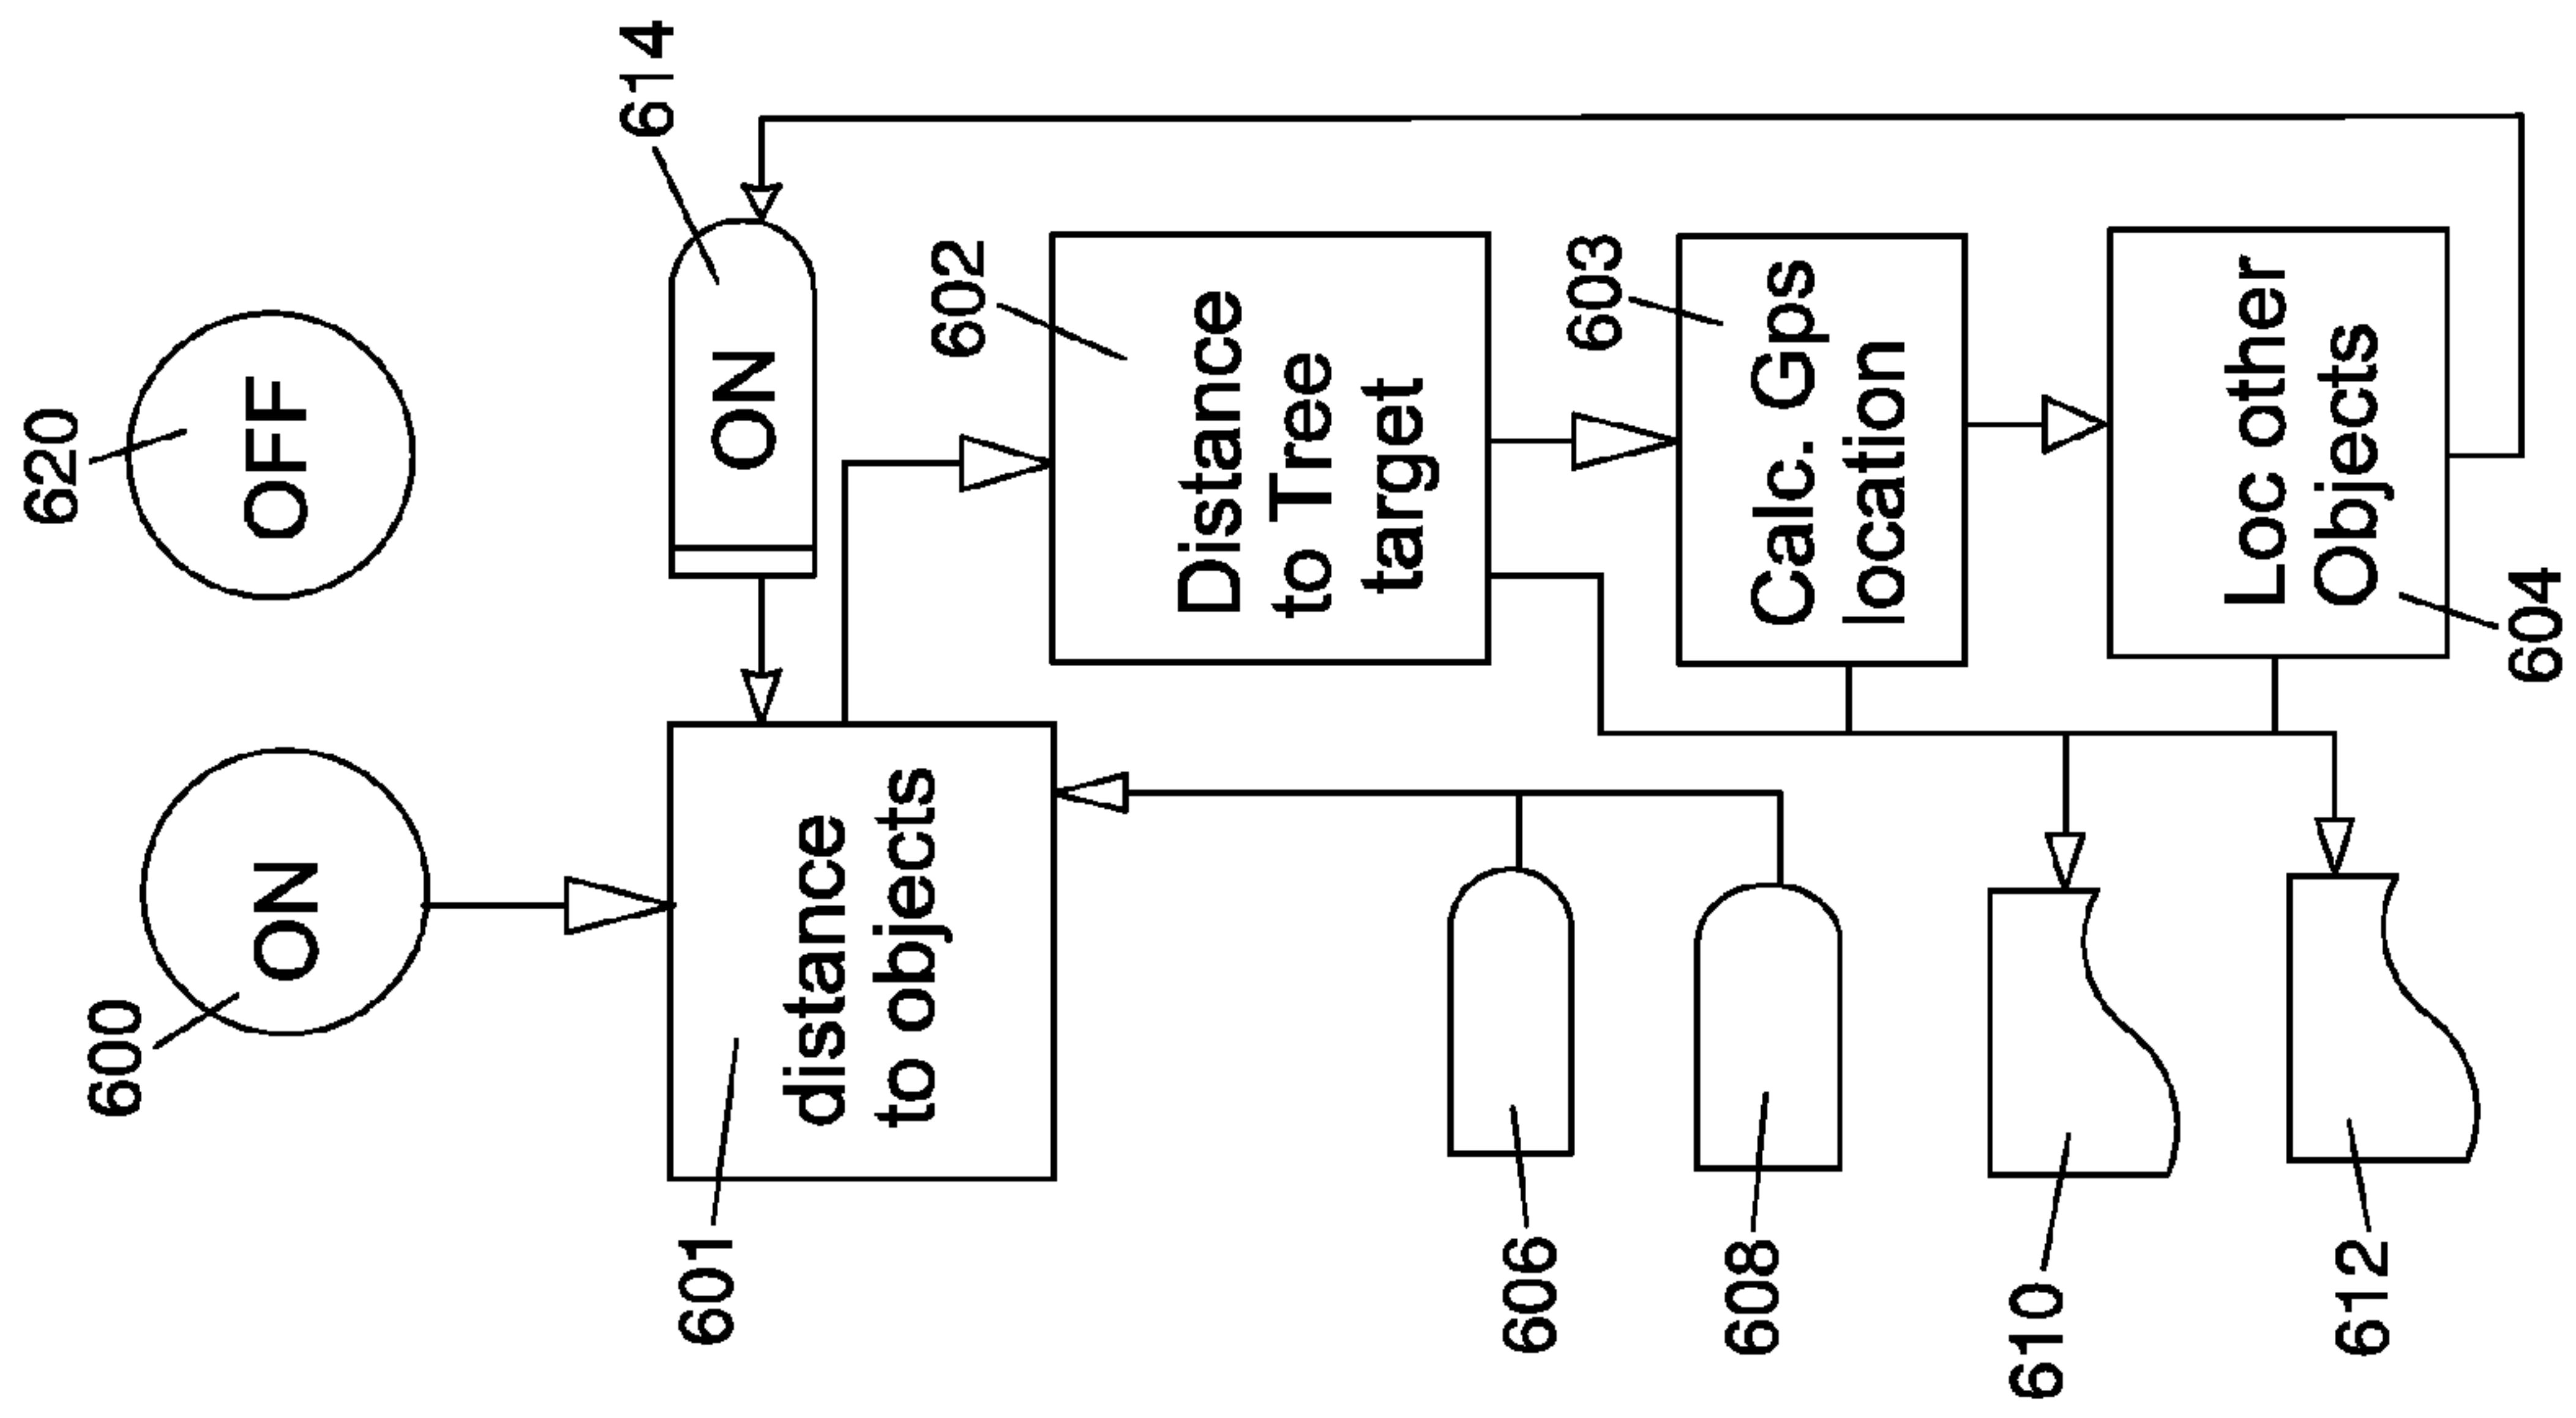 620
600
ON
OFF
614
601
ON
distance
to objects
602
Distance
to Tree
target
606
603
608
Calc. Gps
location
610
Loc other
Objects
612
604